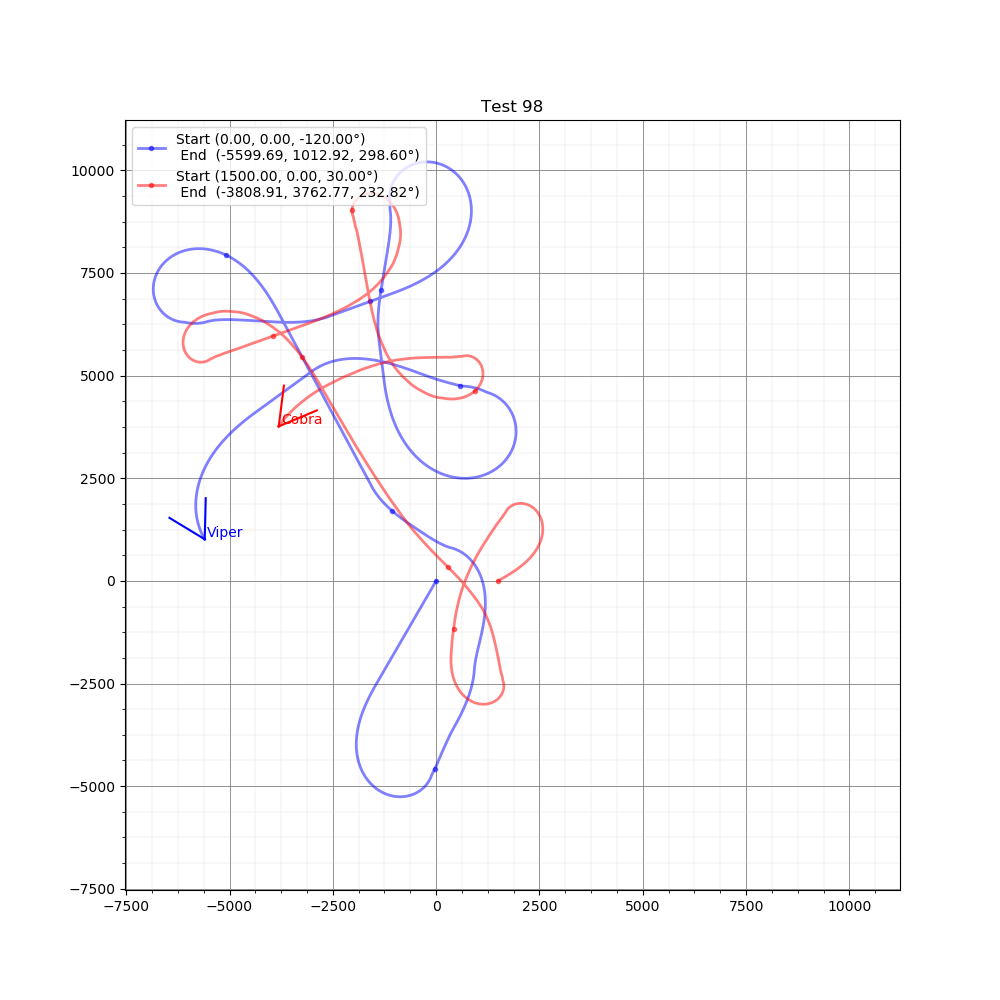 Test 98
Start (0.00, 0.00, -120.00°)
End  (-5599.69, 1012.92, 298.60°)
Start (1500.00, 0.00, 30.00°)
End  (-3808.91, 3762.77, 232.82°)
10000
7500
5000
2500
0
−2500
−5000
−7500
Cobra
Viper
−7500 −5000 −2500 0 2500 5000 7500 10000